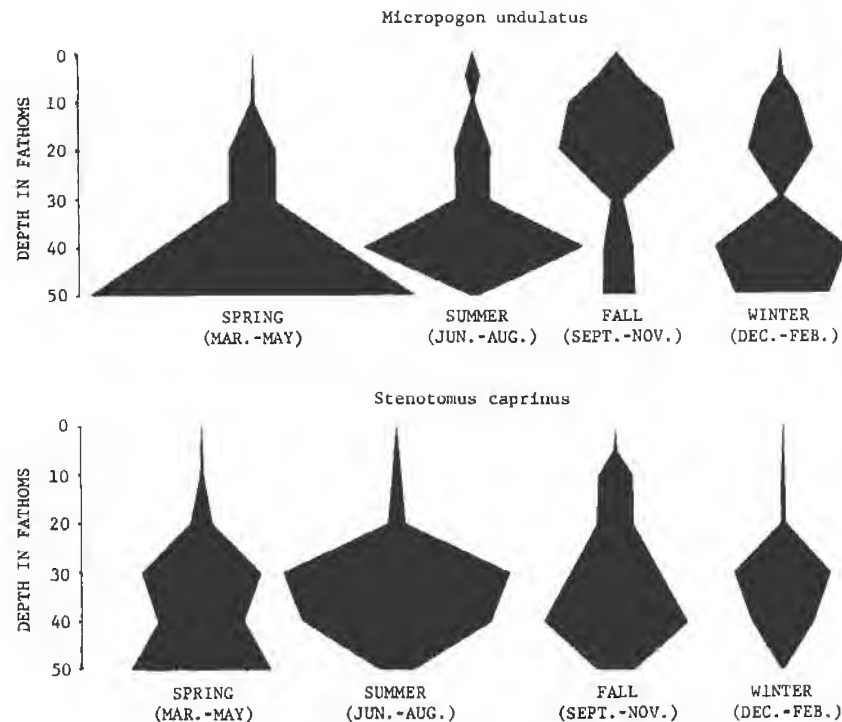 Micropogon undulatus
DEPTH IN FATHOMS
0
10
20
30
40
50
SPRING SUMMER FALL WINTER
(MAR.-MAY) (JUN.-AUG.) (SEPT.-NOV.) (DEC.-FEB.)
Stenotomus caprinus
DEPTH IN FATHOMS
0
10
20
30
40
50
SPRING SUMMER FALL WINTER
(MAR.-MAY) (JUN.-AUG.) (SEPT.-NOV.) (DEC.-FEB.)